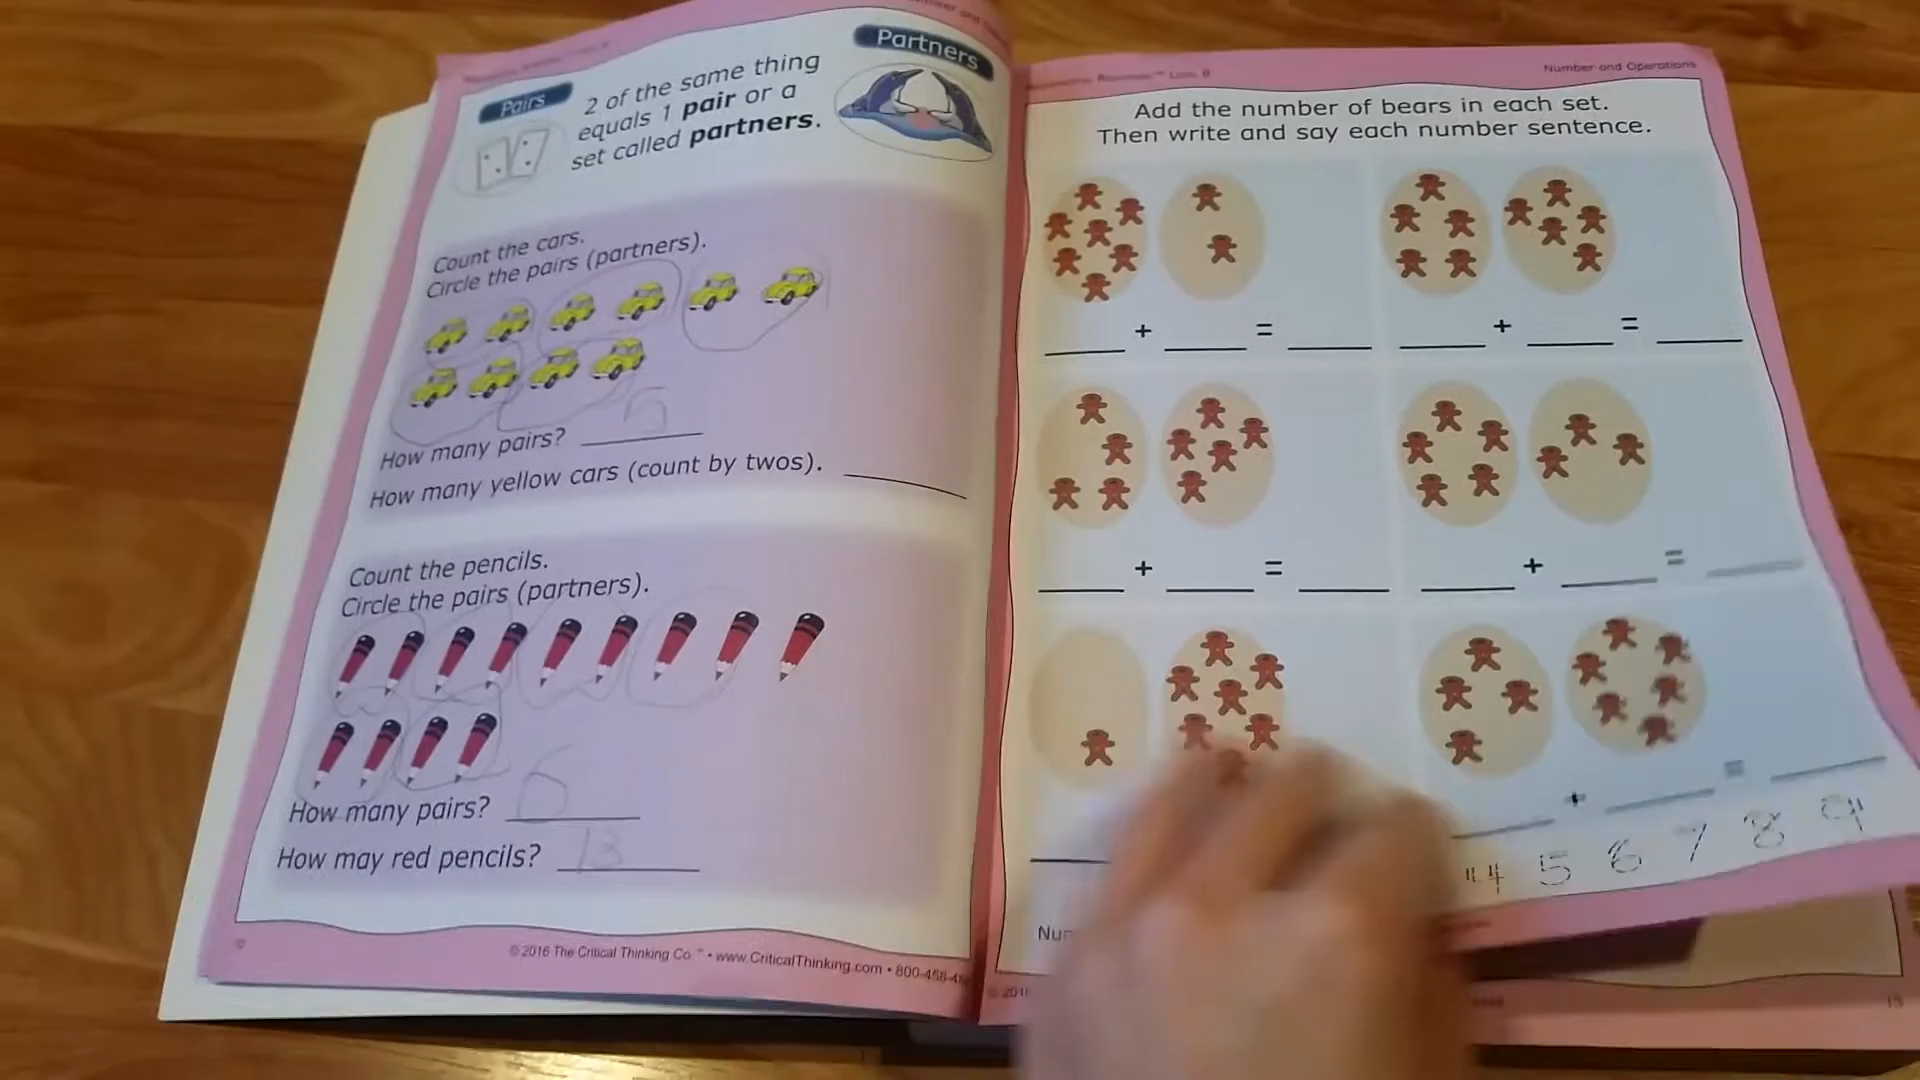 Pairs
2 of the same thing
equals 1 pair or a
set called partners.
Partners
Count the cars.
Circle the pairs (partners).
How many pairs? 5
How many yellow cars (count by twos).
Count the pencils.
Circle the pairs (partners).
How many pairs? 6
How may red pencils? 13
© 2016 The Critical Thinking Co.™ • www.CriticalThinking.com • 800-458-4
Number and Operations
Add the number of bears in each set.
Then write and say each number sentence.
+ =
+ =
+ =
+ =
+ =
4 5 6 7 8 9
15